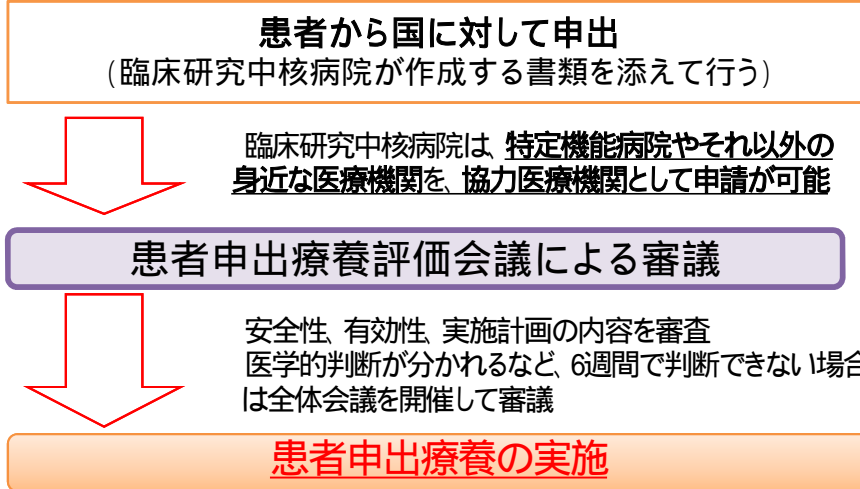 患者から国に対して申出
(臨床研究中核病院が作成する書類を添えて行う)
臨床研究中核病院は、特定機能病院やそれ以外の
身近な医療機関を、協力医療機関として申請が可能
患者申出療養評価会議による審議
安全性、有効性、実施計画の内容を審査
医学的判断が分かれるなど、6週間で判断できない場合
は全体会議を開催して審議
患者申出療養の実施